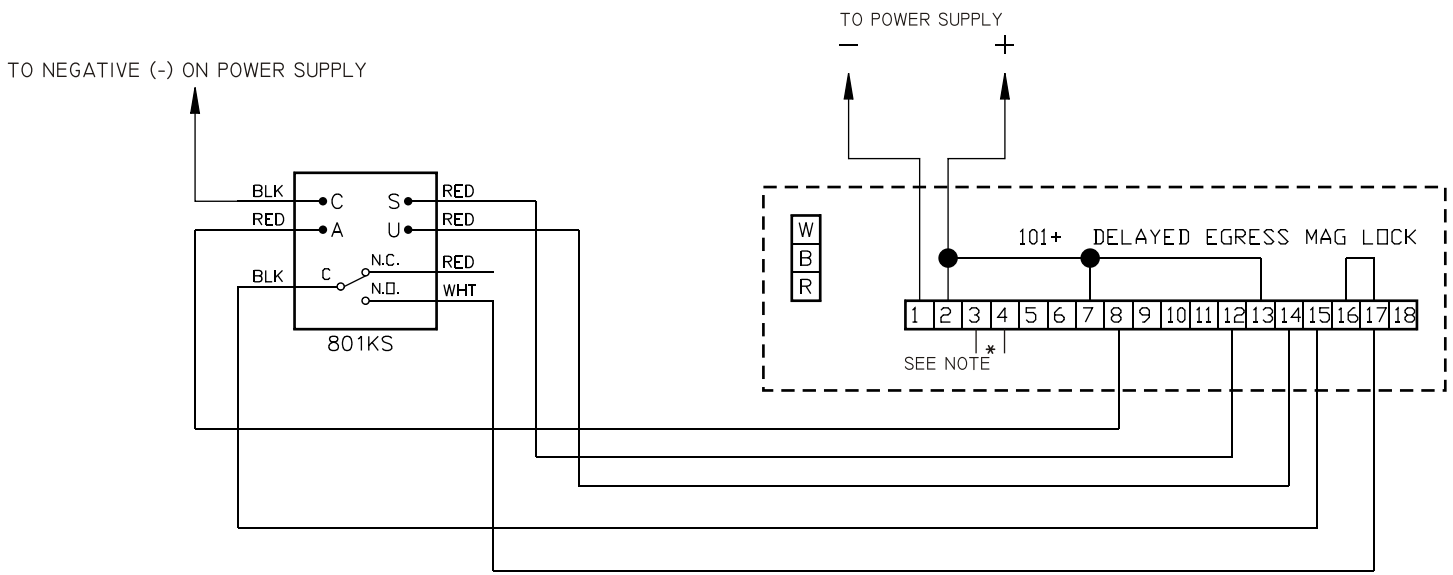 TO POWER SUPPLY
− +
TO NEGATIVE (-) ON POWER SUPPLY
BLK C S RED
RED A U RED
N.C. RED
BLK C
N.O. WHT
801KS
W
B
R
101+ DELAYED EGRESS MAG LOCK
1 2 3 4 5 6 7 8 9 10 11 12 13 14 15 16 17 18
SEE NOTE *